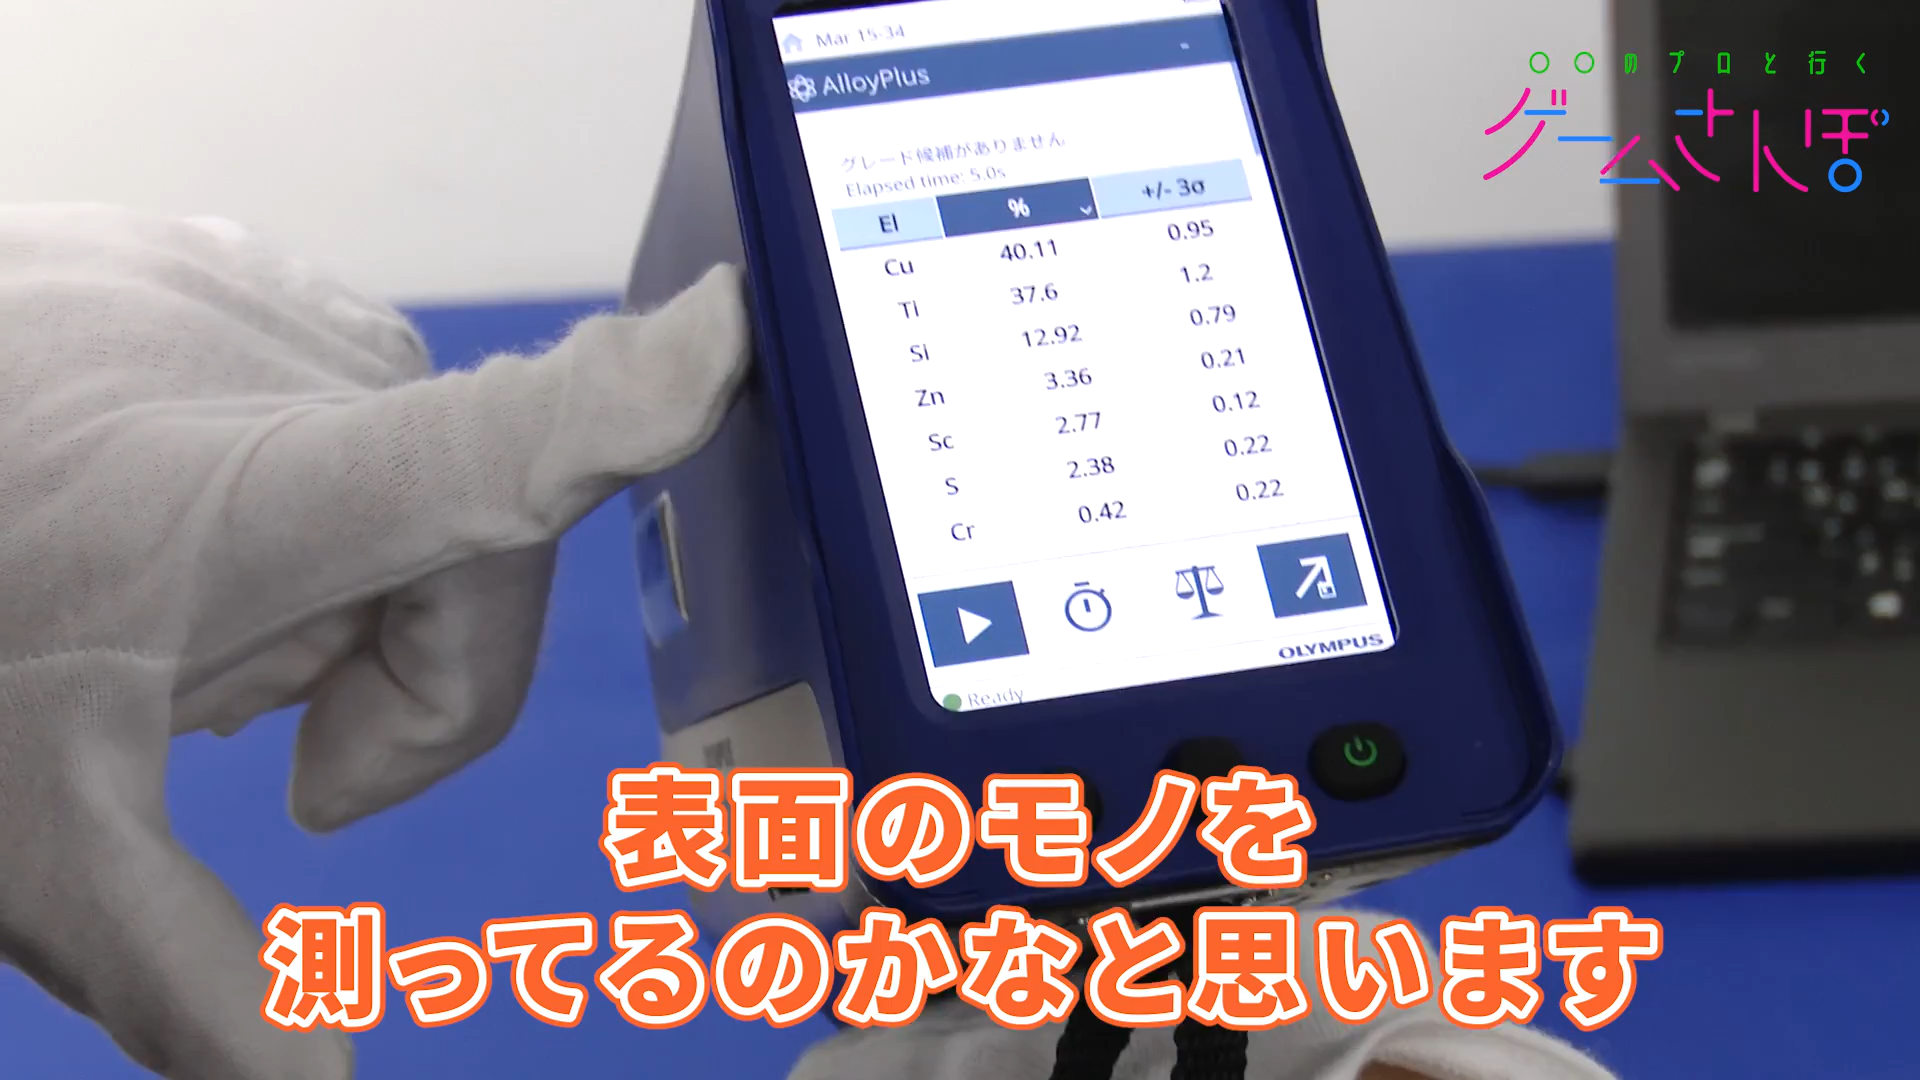 Mar 15-34
AlloyPlus
グレード候補がありません
Elapsed time: 5.0s
El % +/- 3σ
Cu 40.11 0.95
Ti 37.6 1.2
Si 12.92 0.79
Zn 3.36 0.21
Sc 2.77 0.12
S 2.38 0.22
Cr 0.42 0.22
OLYMPUS
Ready
〇〇のプロと行く
ゲームさんぽ
表面のモノを
測ってるのかなと思います